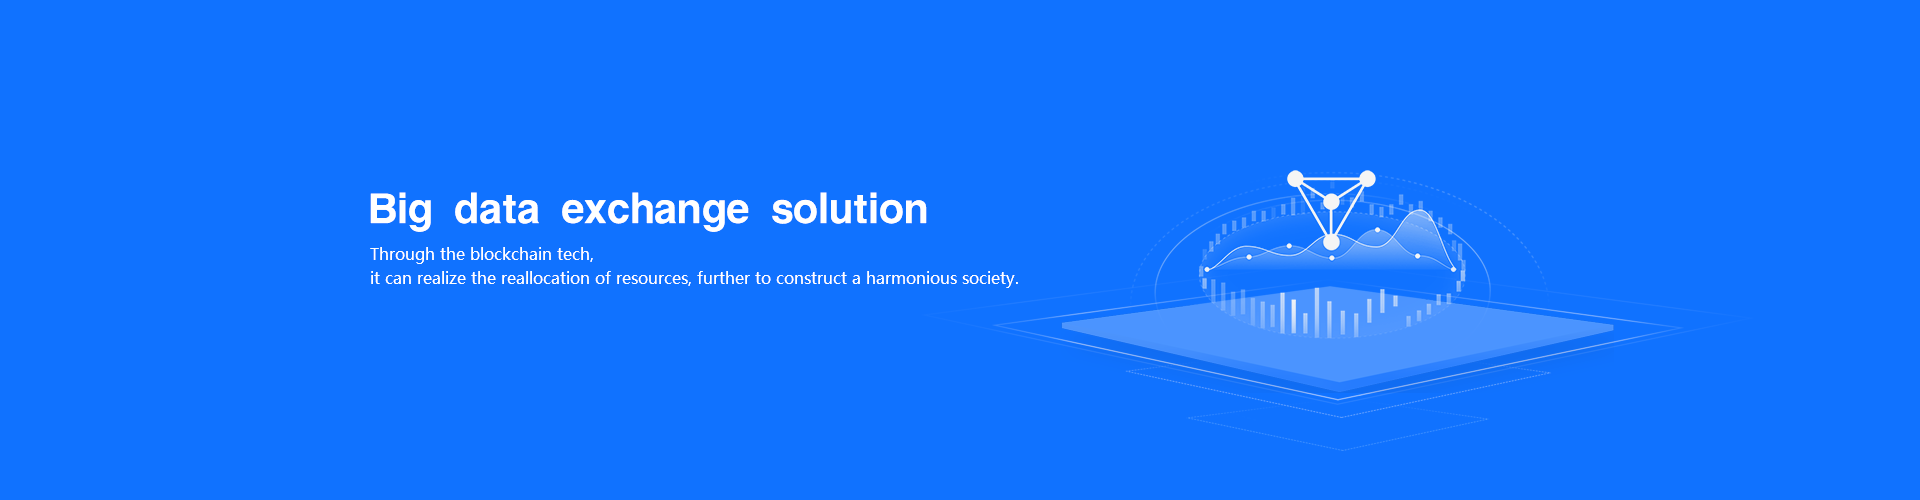 Big data exchange solution
Through the blockchain tech,
it can realize the reallocation of resources, further to construct a harmonious society.